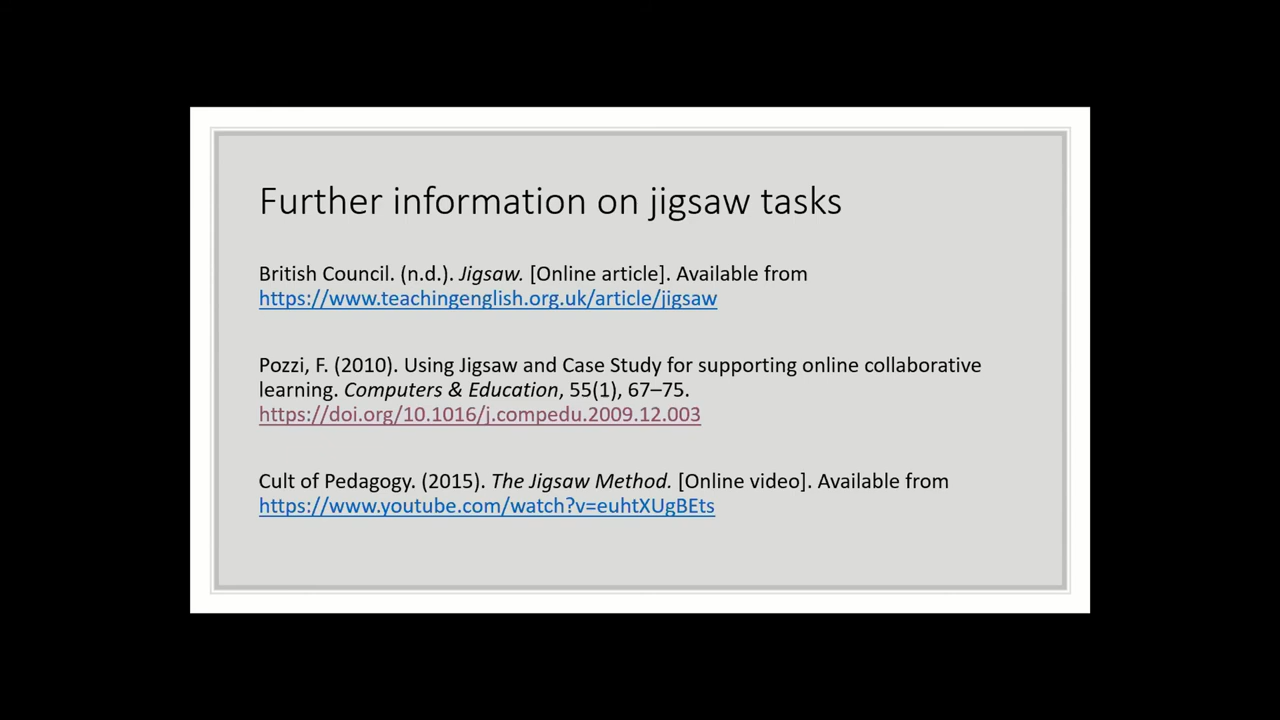 Further information on jigsaw tasks
British Council. (n.d.). Jigsaw. [Online article]. Available from
https://www.teachingenglish.org.uk/article/jigsaw
Pozzi, F. (2010). Using Jigsaw and Case Study for supporting online collaborative
learning. Computers & Education, 55(1), 67–75.
https://doi.org/10.1016/j.compedu.2009.12.003
Cult of Pedagogy. (2015). The Jigsaw Method. [Online video]. Available from
https://www.youtube.com/watch?v=euhtXUgBEts